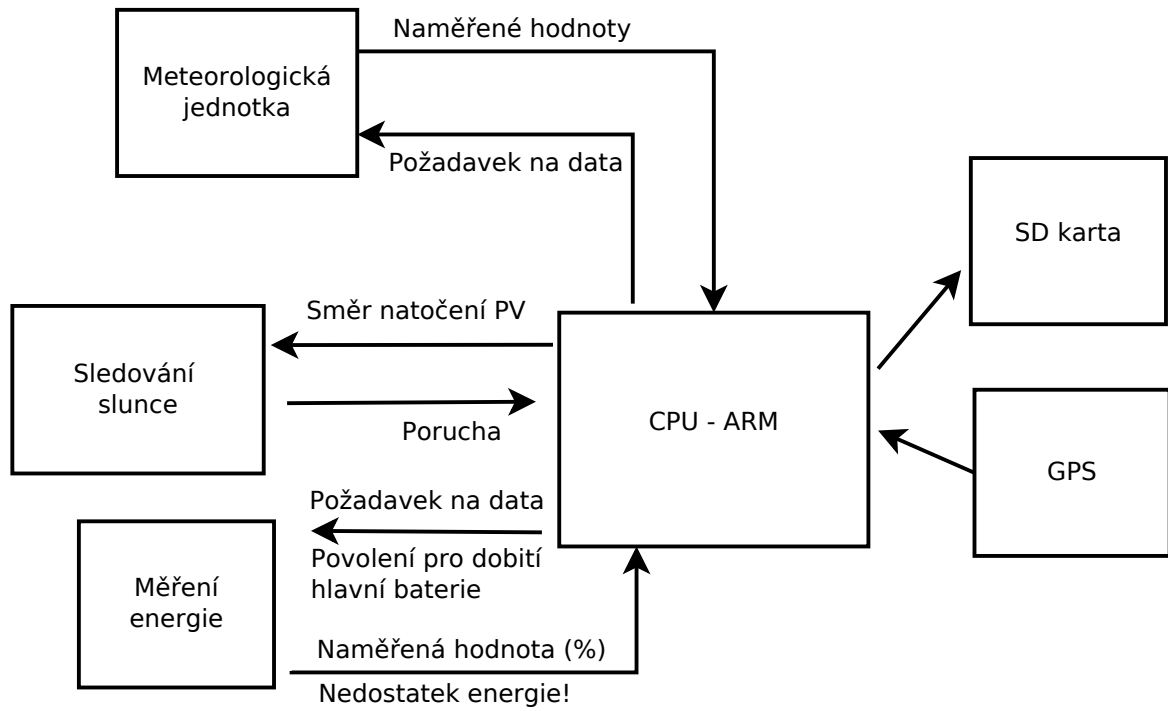 Naměřené hodnoty
Meteorologická
jednotka
Požadavek na data
SD karta
Směr natočení PV
Sledování
slunce
CPU - ARM
Porucha
GPS
Požadavek na data
Povolení pro dobití
hlavní baterie
Měření
energie
Naměřená hodnota (%)
Nedostatek energie!